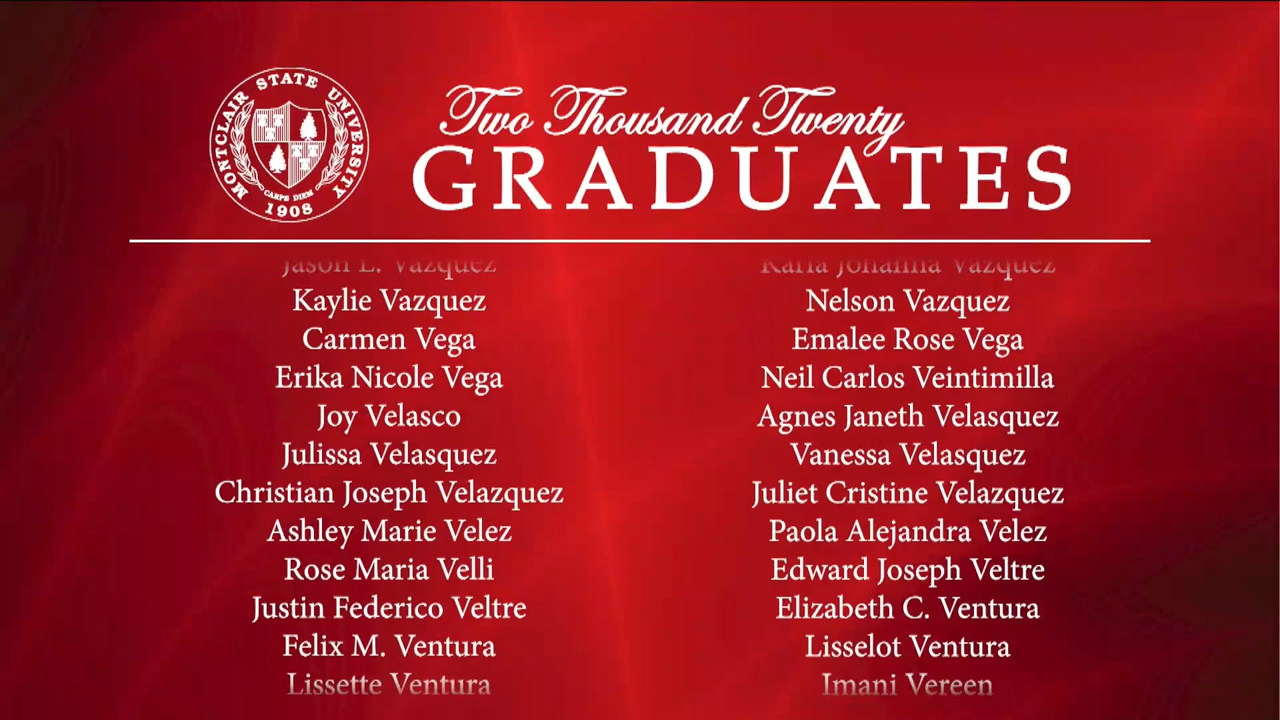 MONTCLAIR STATE UNIVERSITY
CARPE DIEM
1908
Two Thousand Twenty
GRADUATES
Jason L. Vazquez
Karla Johanna Vazquez
Kaylie Vazquez
Nelson Vazquez
Carmen Vega
Emalee Rose Vega
Erika Nicole Vega
Neil Carlos Veintimilla
Joy Velasco
Agnes Janeth Velasquez
Julissa Velasquez
Vanessa Velasquez
Christian Joseph Velazquez
Juliet Cristine Velazquez
Ashley Marie Velez
Paola Alejandra Velez
Rose Maria Velli
Edward Joseph Veltre
Justin Federico Veltre
Elizabeth C. Ventura
Felix M. Ventura
Lisselot Ventura
Lissette Ventura
Imani Vereen